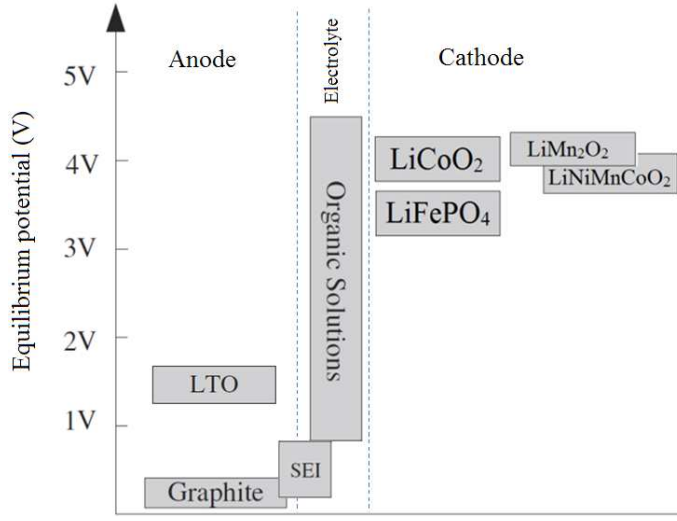 Equilibrium potential (V)
5V
4V
3V
2V
1V
Anode
Electrolyte
Cathode
LiCoO₂
LiMn₂O₂
LiNiMnCoO₂
LiFePO₄
Organic Solutions
LTO
SEI
Graphite